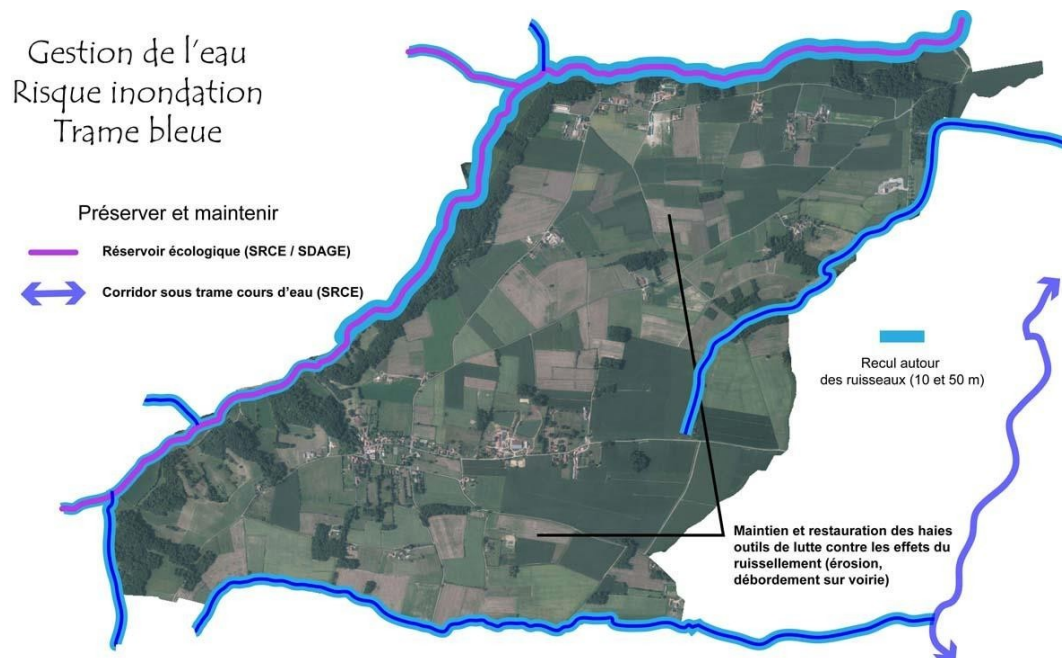 Gestion de l'eau
Risque inondation
Trame bleue
Préserver et maintenir
Réservoir écologique (SRCE / SDAGE)
Corridor sous trame cours d'eau (SRCE)
Recul autour
des ruisseaux (10 et 50 m)
Maintien et restauration des haies
outils de lutte contre les effets du
ruissellement (érosion,
débordement sur voirie)